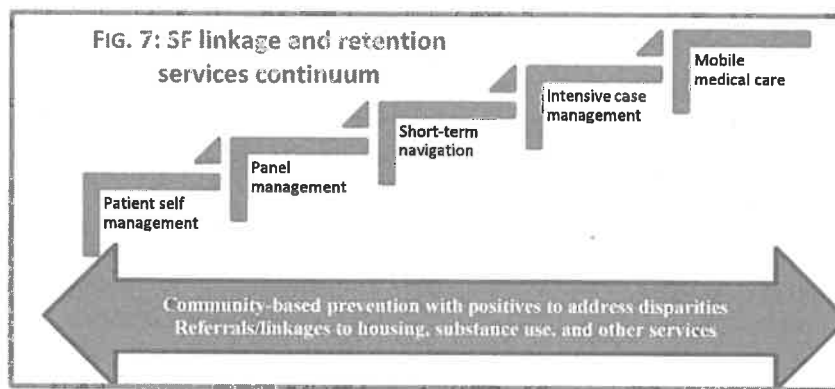 FIG. 7: SF linkage and retention
services continuum
Mobile
medical care
Intensive case
management
Short-term
navigation
Panel
management
Patient self
management
Community-based prevention with positives to address disparities
Referrals/linkages to housing, substance use, and other services